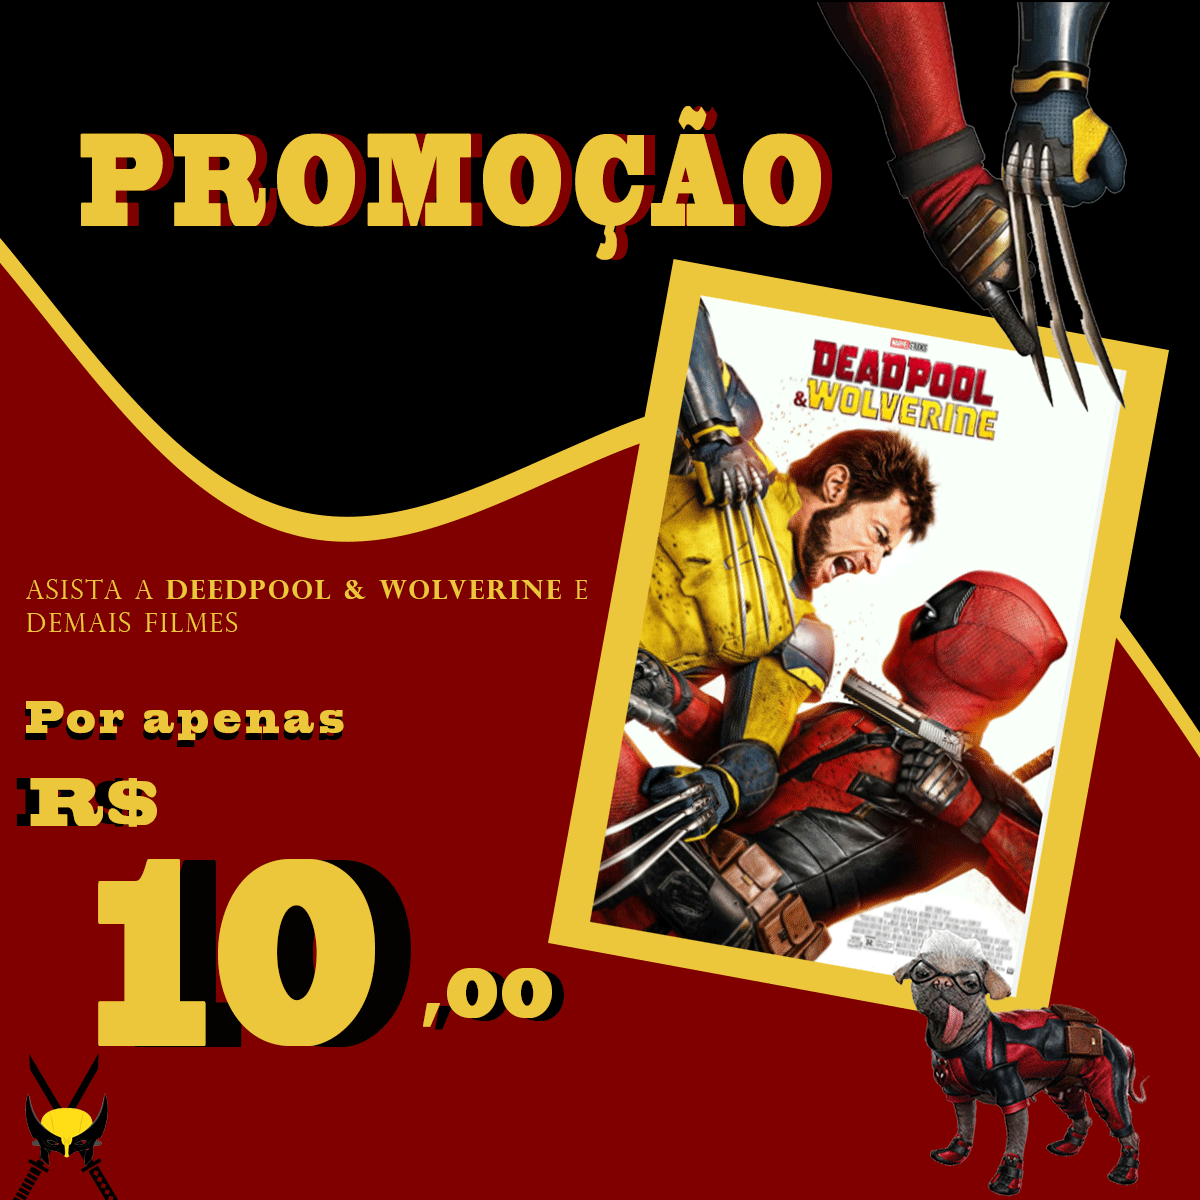 PROMOÇÃO
MARVEL STUDIOS
DEADPOOL
& WOLVERINE
ASISTA A DEEDPOOL & WOLVERINE E
DEMAIS FILMES
Por apenas
R$
10,00